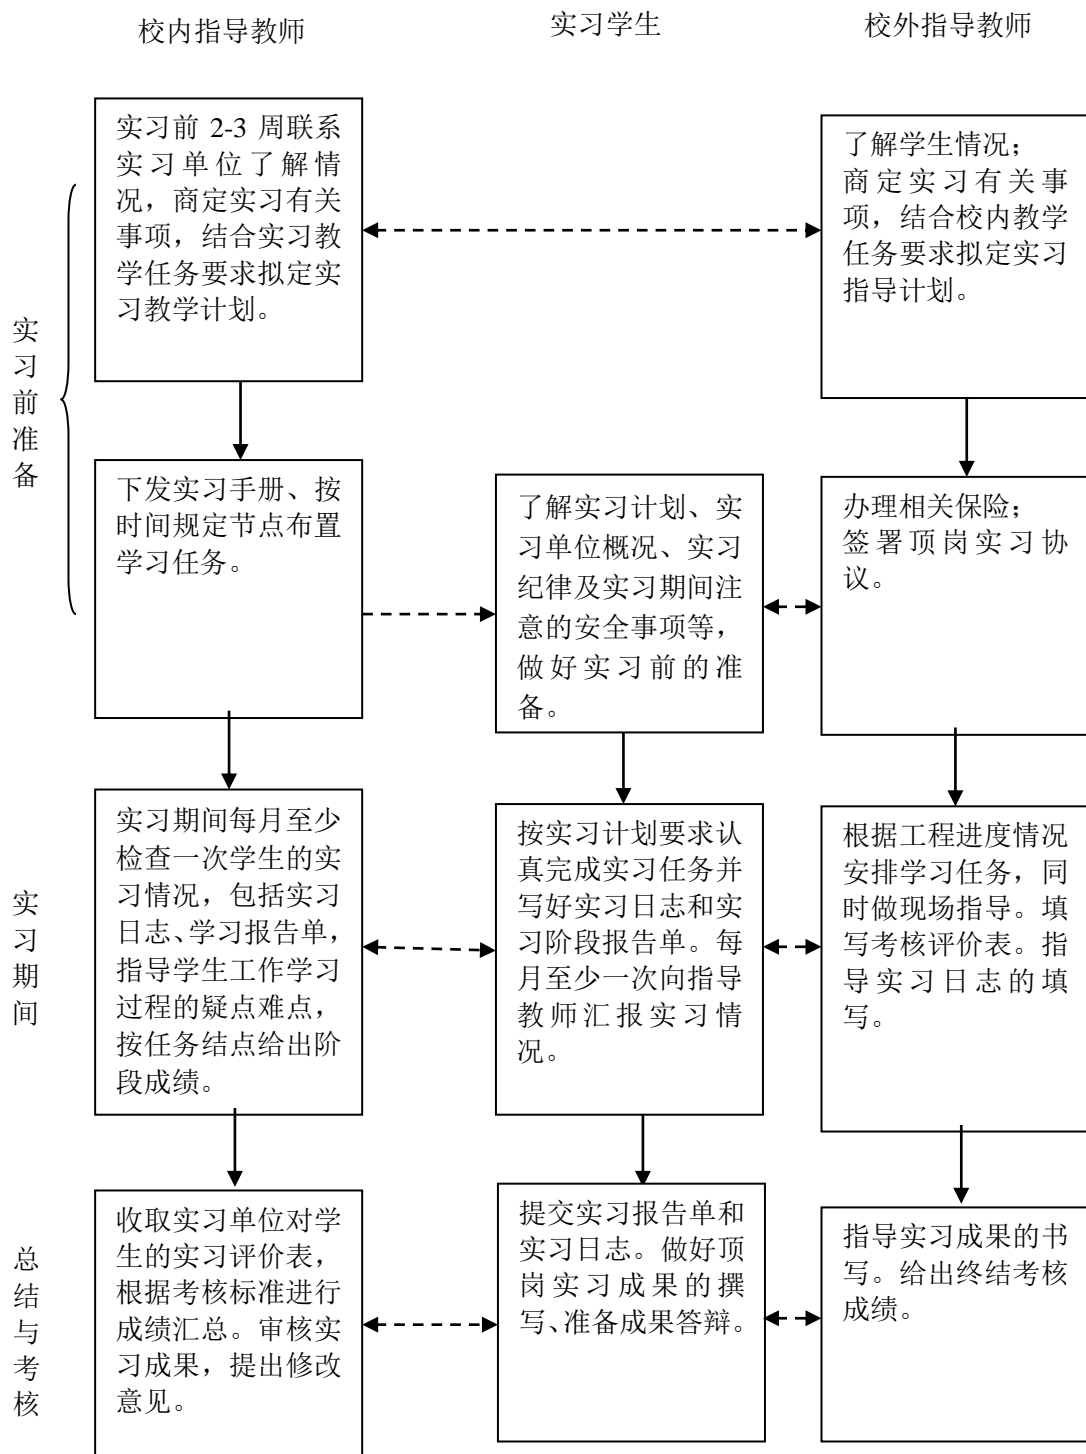 校内指导教师
实习学生
校外指导教师
实习前准备
实习前 2-3 周联系
实习单位了解情
况，商定实习有关
事项，结合实习教
学任务要求拟定实
习教学计划。
了解学生情况；
商定实习有关事
项，结合校内教学
任务要求拟定实习
指导计划。
下发实习手册、按
时间规定节点布置
学习任务。
了解实习计划、实
习单位概况、实习
纪律及实习期间注
意的安全事项等，
做好实习前的准
备。
办理相关保险；
签署顶岗实习协
议。
实习期间
实习期间每月至少
检查一次学生的实
习情况，包括实习
日志、学习报告单，
指导学生工作学习
过程的疑点难点，
按任务结点给出阶
段成绩。
按实习计划要求认
真完成实习任务并
写好实习日志和实
习阶段报告单。每
月至少一次向指导
教师汇报实习情
况。
根据工程进度情况
安排学习任务，同
时做现场指导。填
写考核评价表。指
导实习日志的填
写。
总结与考核
收取实习单位对学
生的实习评价表，
根据考核标准进行
成绩汇总。审核实
习成果，提出修改
意见。
提交实习报告单和
实习日志。做好顶
岗实习成果的撰
写、准备成果答辩。
指导实习成果的书
写。给出终结考核
成绩。